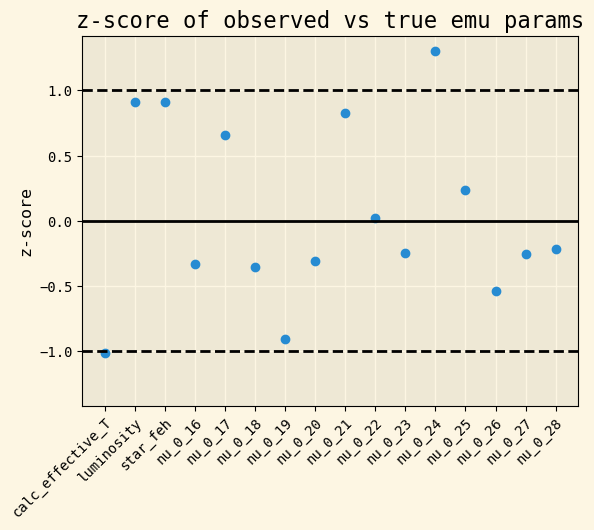 z-score of observed vs true emu params
z-score
1.0
0.5
0.0
−0.5
−1.0
calc_effective_T
luminosity
star_feh
nu_0_16
nu_0_17
nu_0_18
nu_0_19
nu_0_20
nu_0_21
nu_0_22
nu_0_23
nu_0_24
nu_0_25
nu_0_26
nu_0_27
nu_0_28